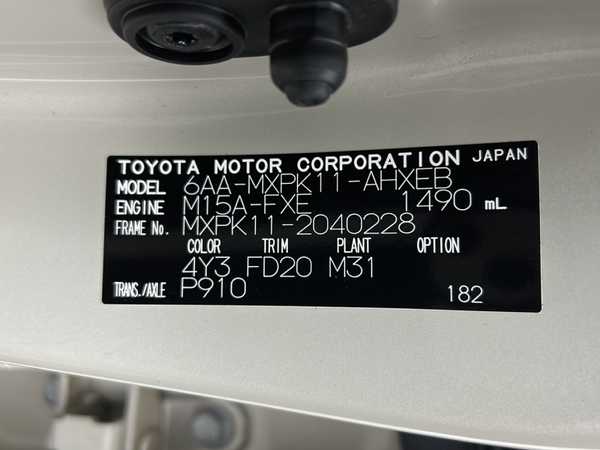 TOYOTA MOTOR CORPORATION JAPAN
MODEL 6AA-MXPK11-AHXEB
ENGINE M15A-FXE 1490 mL
FRAME No. MXPK11-2040228
COLOR TRIM PLANT OPTION
4Y3 FD20 M31
TRANS./AXLE P910 182